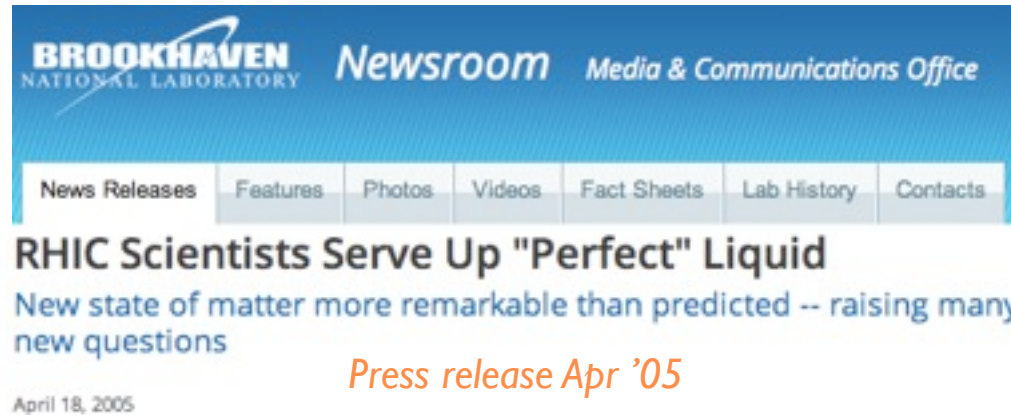 BROOKHAVEN
NATIONAL LABORATORY
Newsroom Media & Communications Office
News Releases Features Photos Videos Fact Sheets Lab History Contacts
RHIC Scientists Serve Up "Perfect" Liquid
New state of matter more remarkable than predicted -- raising many
new questions
Press release Apr ’05
April 18, 2005